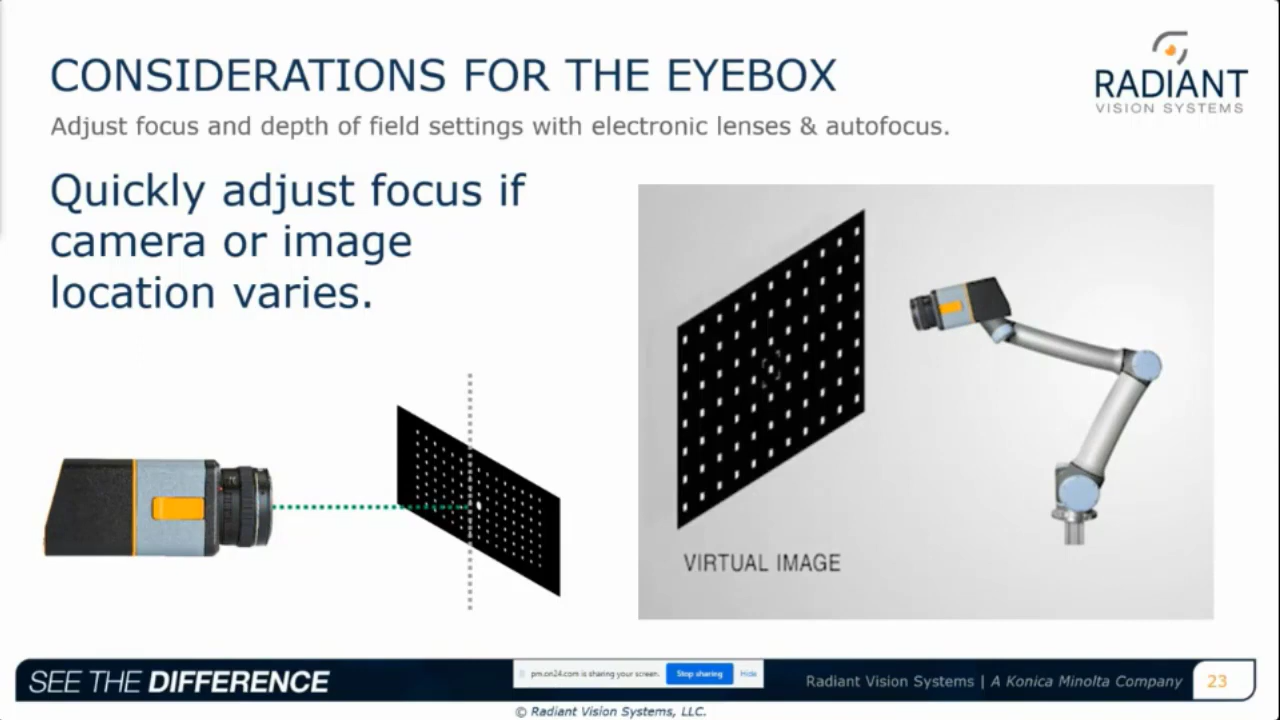 CONSIDERATIONS FOR THE EYEBOX
RADIANT
VISION SYSTEMS
Adjust focus and depth of field settings with electronic lenses & autofocus.
Quickly adjust focus if
camera or image
location varies.
VIRTUAL IMAGE
SEE THE DIFFERENCE
pm.on24.com is sharing your screen.
Stop sharing
Hide
Radiant Vision Systems | A Konica Minolta Company
23
© Radiant Vision Systems, LLC.